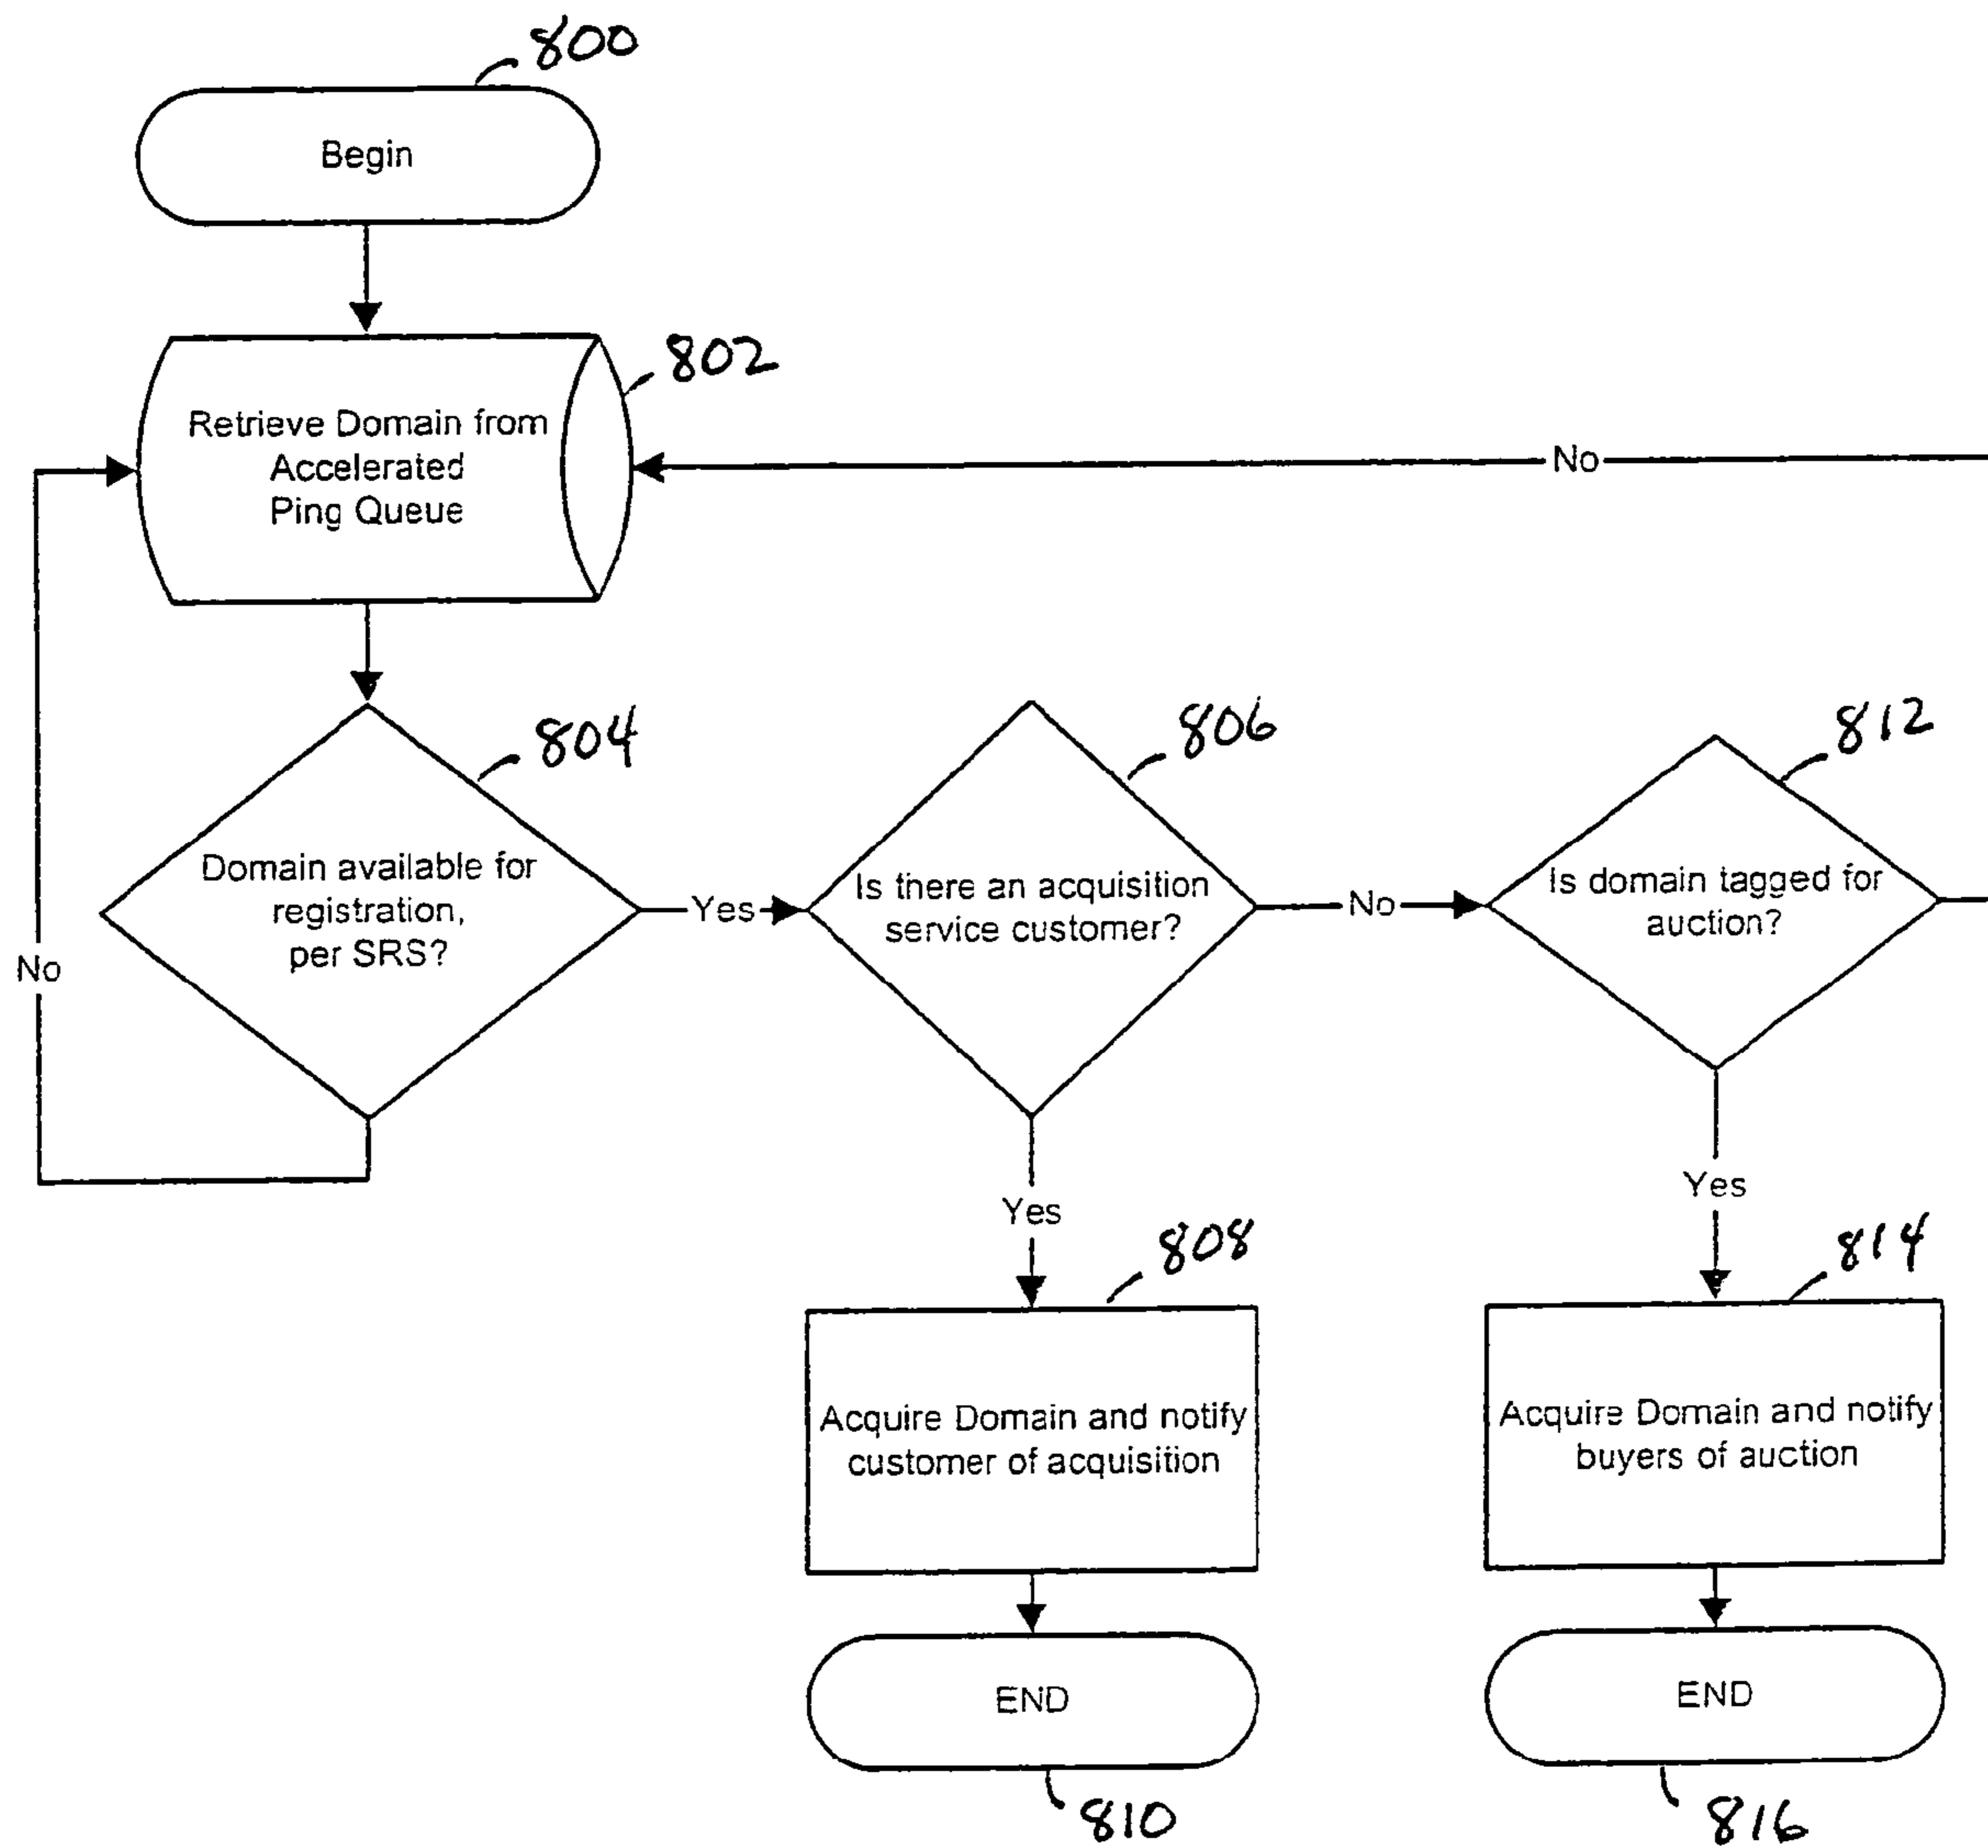 800
Begin
802
Retrieve Domain from
Accelerated
Ping Queue
No
804
Domain available for
registration,
per SRS?
No
Yes
806
Is there an acquisition
service customer?
No
812
Is domain tagged for
auction?
Yes
Yes
808
Acquire Domain and notify
customer of acquisition
814
Acquire Domain and notify
buyers of auction
END
810
END
816